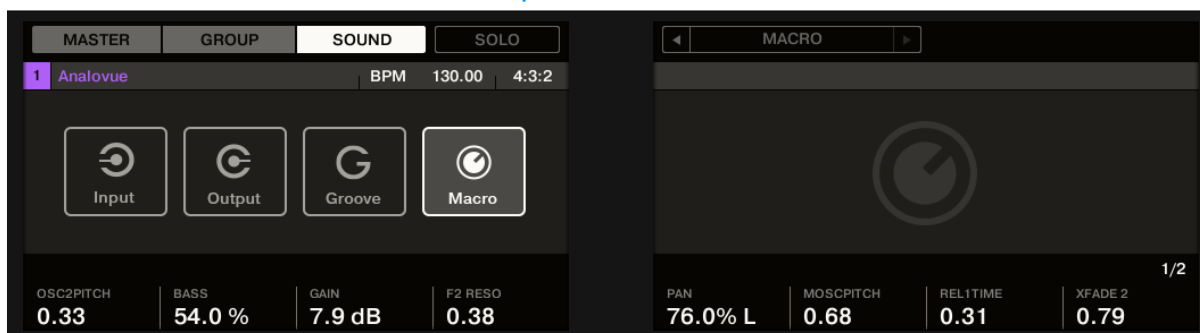 MASTER GROUP SOUND SOLO
◀ MACRO ▶
1 Analovue BPM 130.00 4:3:2
Input Output Groove Macro
1/2
OSC2PITCH BASS GAIN F2 RESO
0.33 54.0 % 7.9 dB 0.38
PAN MOSCPITCH REL1TIME XFADE 2
76.0% L 0.68 0.31 0.79